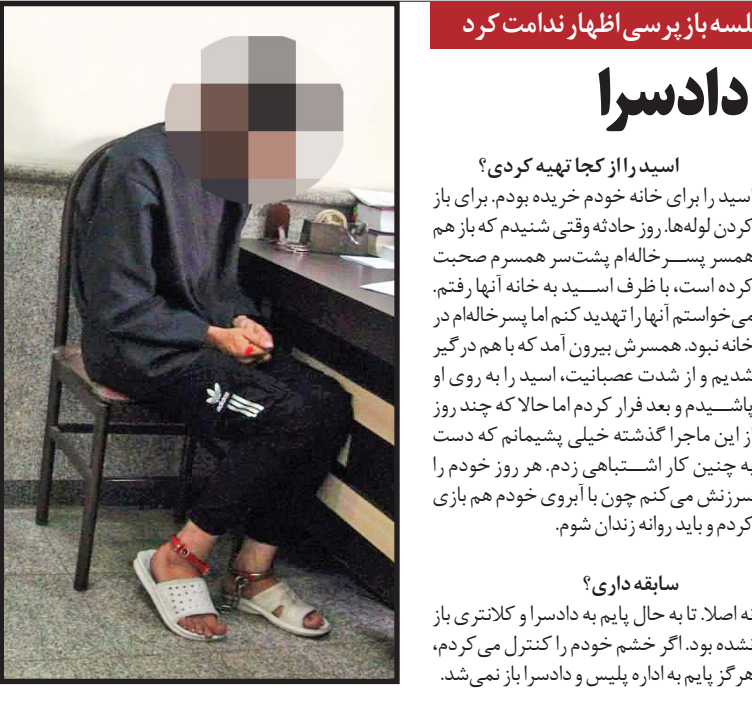 لسه بازپرسی اظهار ندامت کرد
دادسرا
اسید را از کجا تهیه کردی؟
اسید را برای خانه خودم خریده بودم. برای باز
کردن لوله‌ها. روز حادثه وقتی شنیدم که باز هم
همسر پسرخاله‌ام پشت‌سر همسرم صحبت
کرده است، با ظرف اسید به خانه آنها رفتم.
می‌خواستم آنها را تهدید کنم اما پسرخاله‌ام در
خانه نبود. همسرش بیرون آمد که با هم درگیر
شدیم و از شدت عصبانیت، اسید را به روی او
پاشیدم و بعد فرار کردم اما حالا که چند روز
از این ماجرا گذشته خیلی پشیمانم که دست
به چنین کار اشتباهی زدم. هر روز خودم را
سرزنش می‌کنم چون با آبروی خودم هم بازی
کردم و باید روانه زندان شوم.
سابقه داری؟
نه اصلا. تا به حال پایم به دادسرا و کلانتری باز
نشده بود. اگر خشم خودم را کنترل می‌کردم،
هرگز پایم به اداره پلیس و دادسرا باز نمی‌شد.
adidas